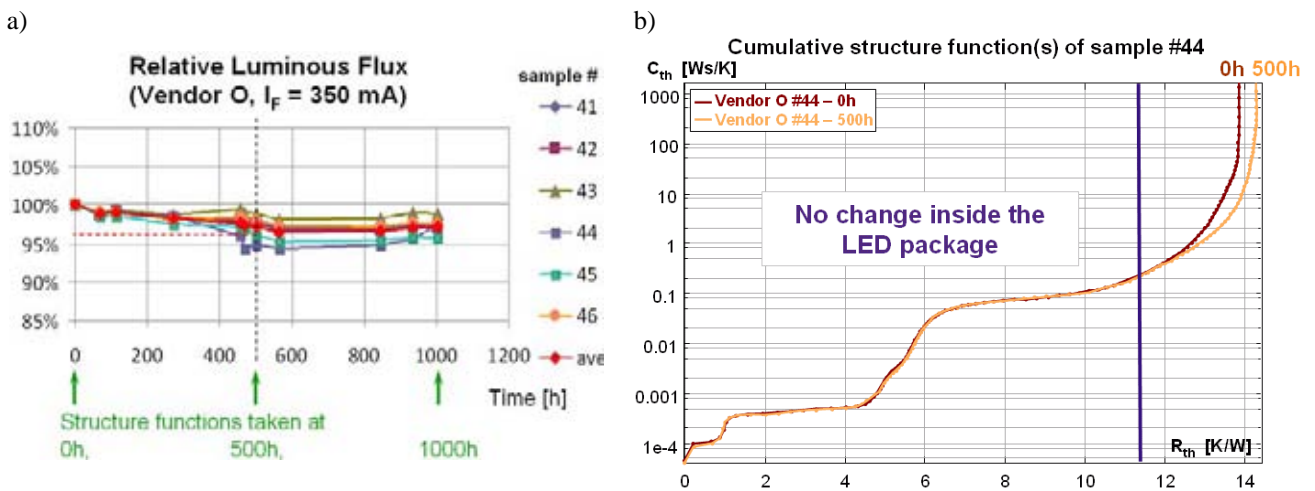 a)
Relative Luminous Flux
(Vendor O, I_F = 350 mA)
sample #
41
42
43
44
45
46
ave
110%
105%
100%
95%
90%
85%
0 200 400 600 800 1000 1200
Time [h]
Structure functions taken at
0h, 500h, 1000h
b)
Cumulative structure function(s) of sample #44
C_th [Ws/K]
0h 500h
Vendor O #44 – 0h
Vendor O #44 – 500h
1000
100
10
1
0.1
0.01
0.001
1e-4
No change inside the
LED package
R_th [K/W]
0 2 4 6 8 10 12 14